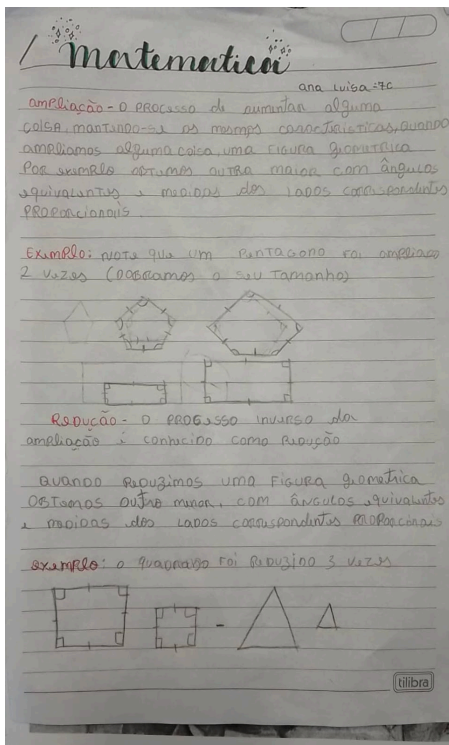 Matematica
ana Luisa :7C
ampliação - O PROCESSO de aumentar alguma
coisa, mantendo-se as mesmas características, quando
ampliamos alguma coisa, uma FIGURA geometrica
POR exemplo obtemos outra maior com ângulos
equivalentes e medidas dos lados correspondentes
PROPORCIONAIS.
Exemplo: NOTE que um Pentagono FOI ampliado
2 vezes (DOBRAMOS o seu Tamanho)
Redução - O PROCESSO inverso da
ampliação é conhecido como Redução
Quando Reduzimos uma FIGURA geometrica
OBTEMOS outra menor, com ângulos equivalentes
e medidas dos lados correspondentes PROPORCIONAIS
exemplo: o quadrado FOI Reduzido 3 vezes
tilibra